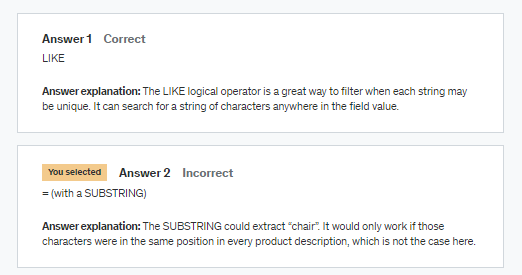 Answer 1 Correct
LIKE
Answer explanation: The LIKE logical operator is a great way to filter when each string may
be unique. It can search for a string of characters anywhere in the field value.
You selected Answer 2 Incorrect
= (with a SUBSTRING)
Answer explanation: The SUBSTRING could extract “chair”. It would only work if those
characters were in the same position in every product description, which is not the case here.